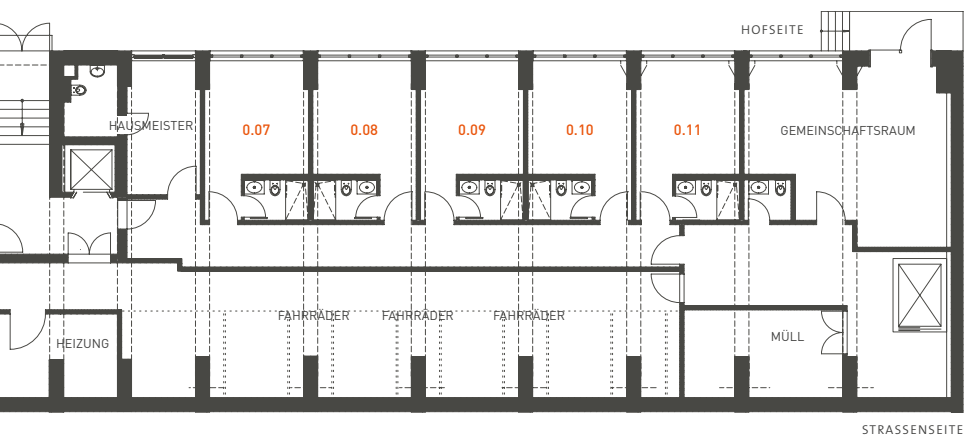 HOFSEITE
HAUSMEISTER
0.07
0.08
0.09
0.10
0.11
GEMEINSCHAFTSRAUM
FAHRRÄDER
FAHRRÄDER
FAHRRÄDER
HEIZUNG
MÜLL
STRASSENSEITE